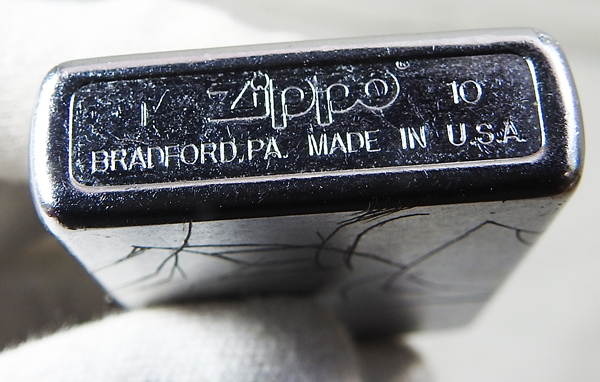 Zippo® 10
BRADFORD, PA. MADE IN U.S.A.